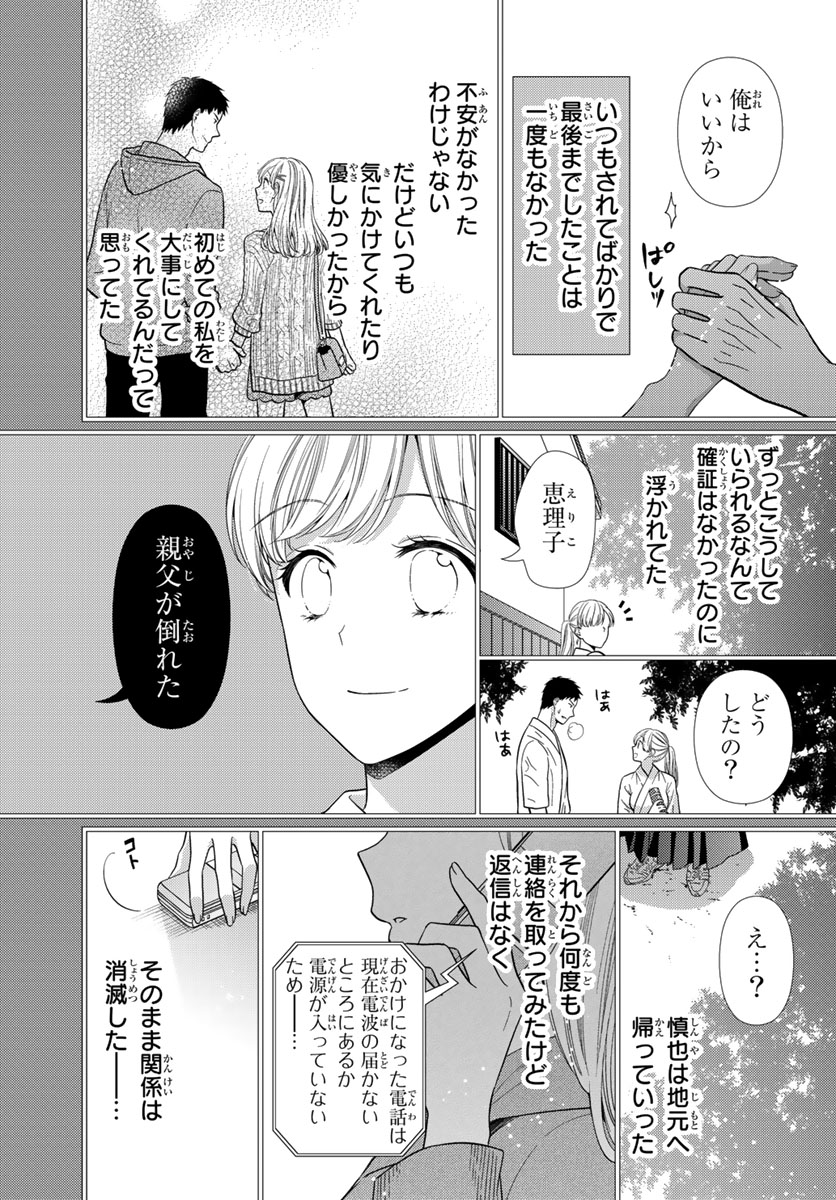 俺は
いいから
ぱしッ
いつもされてばかりで
最後までしたことは
一度もなかった
不安がなかった
わけじゃない
だけどいつも
気にかけてくれたり
優しかったから
初めての私を
大事にして
くれてるんだって
思ってた
ずっとこうして
いられるなんて
確証はなかったのに
浮かれてた
恵理子
どう
したの?
はぁ
はぁ
親父が倒れた
え…?
慎也は地元へ
帰っていった
それから何度も
連絡を取ってみたけど
返信はなく
おかけになった電話は
現在電波の届かない
ところにあるか
電源が入っていない
ため――…
コト
そのまま関係は
消滅した――…